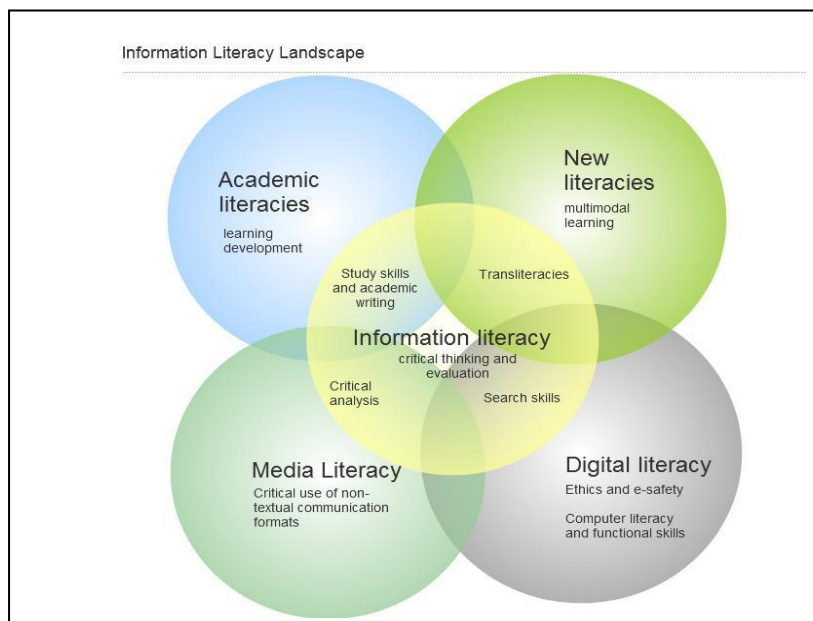 Information Literacy Landscape
Academic
literacies
learning
development
New
literacies
multimodal
learning
Study skills
and academic
writing
Transliteracies
Information literacy
critical thinking and
evaluation
Critical
analysis
Search skills
Media Literacy
Critical use of non-
textual communication
formats
Digital literacy
Ethics and e-safety
Computer literacy
and functional skills